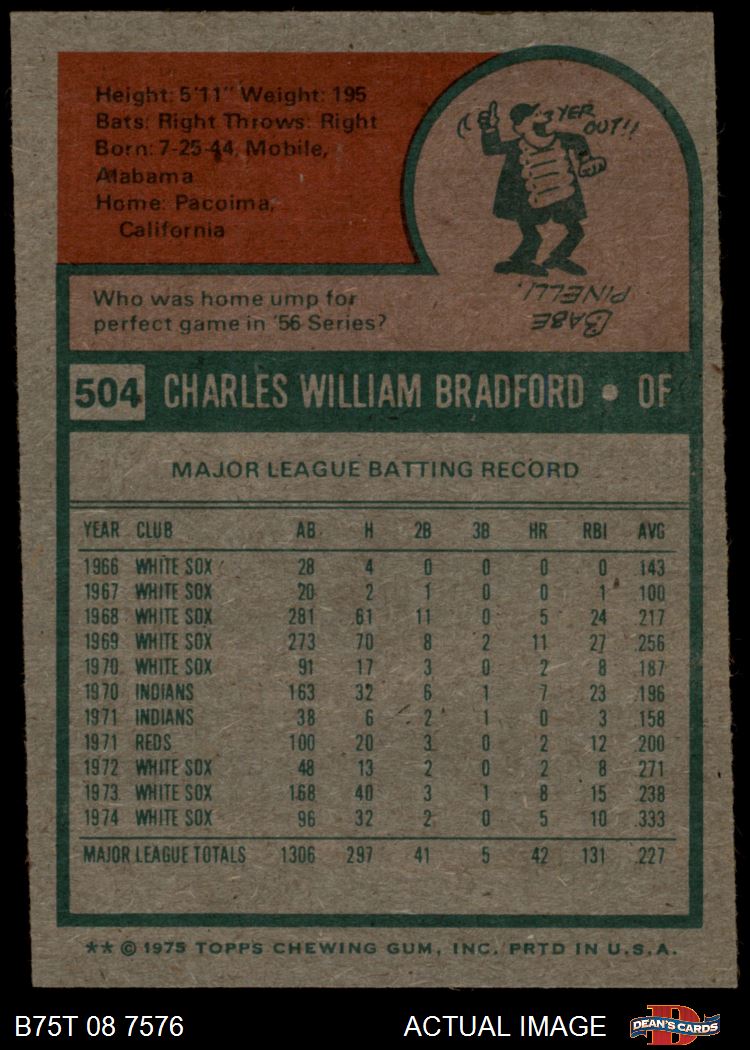 Height: 5'11" Weight: 195
Bats: Right Throws: Right
Born: 7-25-44, Mobile,
Alabama
Home: Pacoima,
California
YER
OUT!!
Who was home ump for
perfect game in '56 Series?
BABE
PINELLI.
504 CHARLES WILLIAM BRADFORD • OF
MAJOR LEAGUE BATTING RECORD
YEAR CLUB AB H 2B 3B HR RBI AVG
1966 WHITE SOX 28 4 0 0 0 0 .143
1967 WHITE SOX 20 2 1 0 0 1 .100
1968 WHITE SOX 281 61 11 0 5 24 .217
1969 WHITE SOX 273 70 8 2 11 27 .256
1970 WHITE SOX 91 17 3 0 2 8 .187
1970 INDIANS 163 32 6 1 7 23 .196
1971 INDIANS 38 6 2 1 0 3 .158
1971 REDS 100 20 3 0 2 12 .200
1972 WHITE SOX 48 13 2 0 2 8 .271
1973 WHITE SOX 168 40 3 1 8 15 .238
1974 WHITE SOX 96 32 2 0 5 10 .333
MAJOR LEAGUE TOTALS 1306 297 41 5 42 131 .227
** © 1975 TOPPS CHEWING GUM, INC. PRTD IN U.S.A.
B75T 08 7576 ACTUAL IMAGE D DEAN'S CARDS